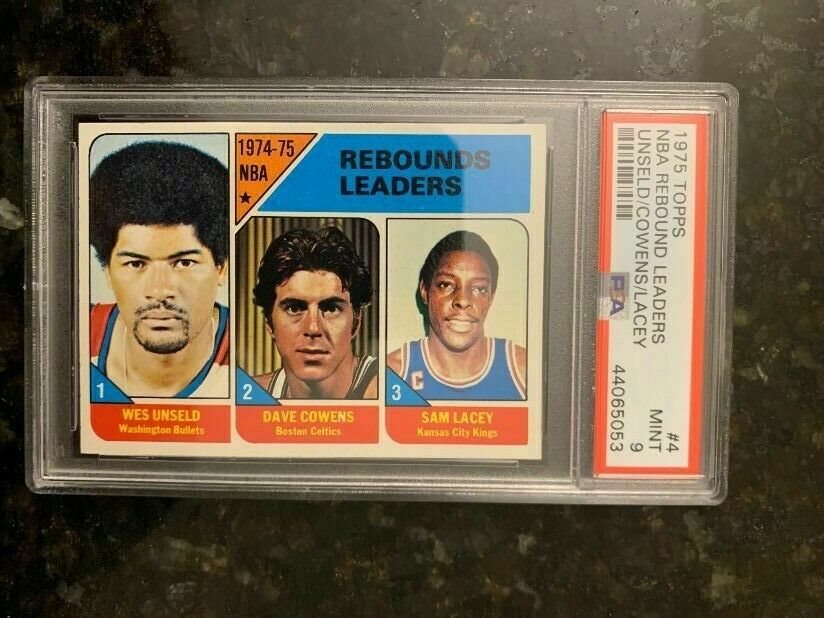 1974-75
NBA
REBOUNDS
LEADERS
1
WES UNSELD
Washington Bullets
2
DAVE COWENS
Boston Celtics
C
3
SAM LACEY
Kansas City Kings
1975 TOPPS
NBA REBOUND LEADERS
UNSELD/COWENS/LACEY
PSA
#4
MINT
9
44065053